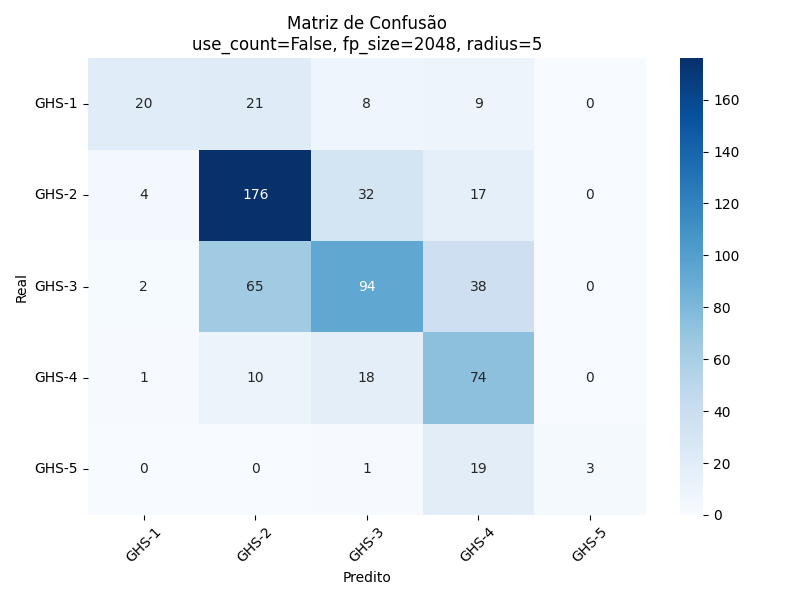 Matriz de Confusão
use_count=False, fp_size=2048, radius=5
GHS-1 20 21 8 9 0
GHS-2 4 176 32 17 0
GHS-3 2 65 94 38 0
GHS-4 1 10 18 74 0
GHS-5 0 0 1 19 3
GHS-1 GHS-2 GHS-3 GHS-4 GHS-5
Predito
Real
160
140
120
100
80
60
40
20
0